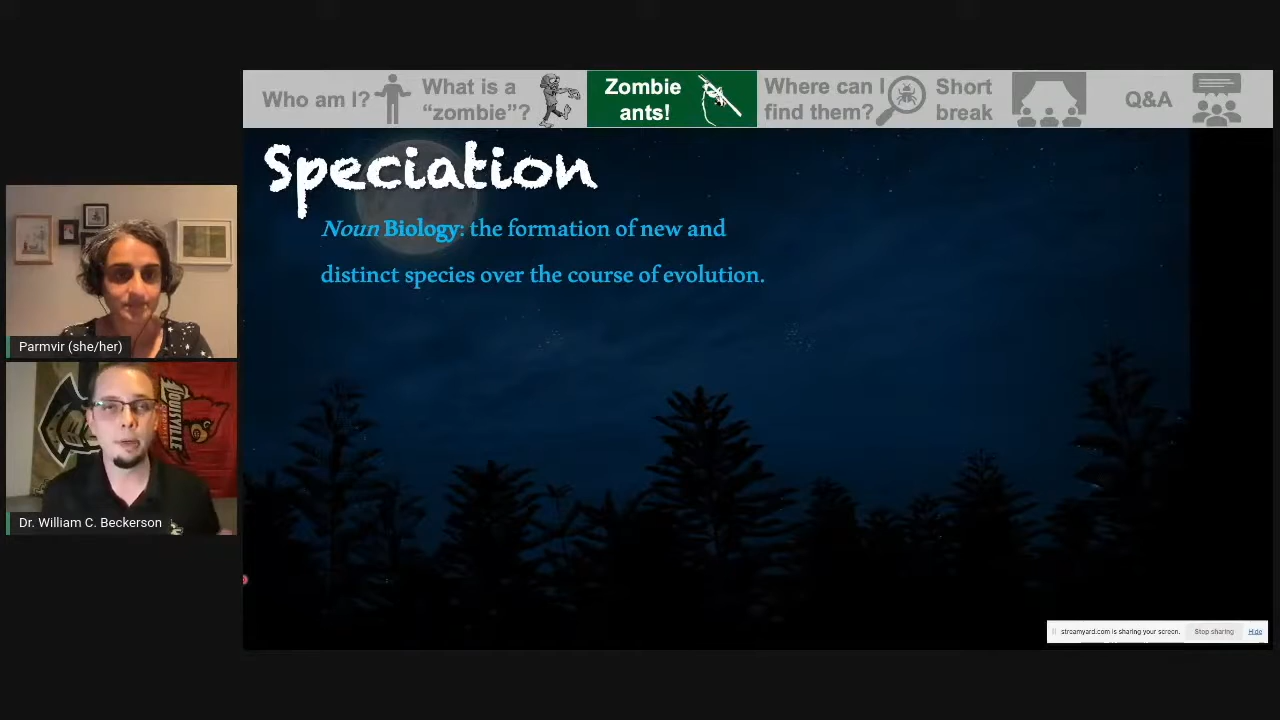 Who am I?
What is a
“zombie”?
Zombie
ants!
Where can I
find them?
Short
break
Q&A
Speciation
Noun Biology: the formation of new and
distinct species over the course of evolution.
Parmvir (she/her)
LOUISVILLE
Dr. William C. Beckerson
streamyard.com is sharing your screen.
Stop sharing
Hide